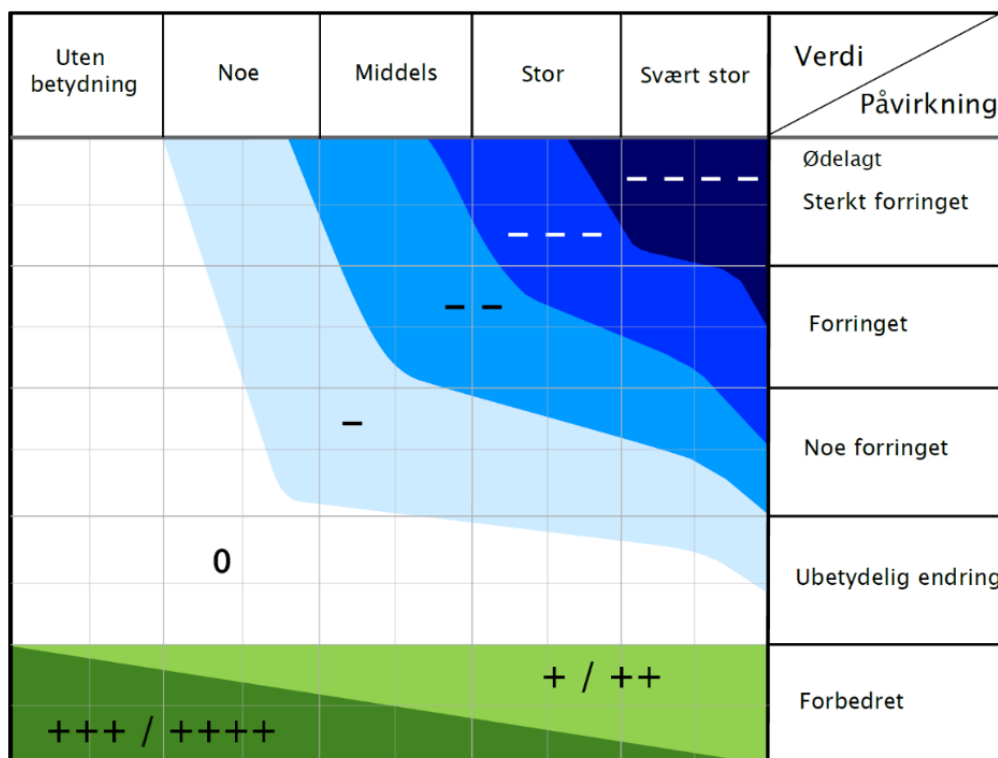 Uten
betydning
Noe
Middels
Stor
Svært stor
Verdi
Påvirkning
Ødelagt
Sterkt forringet
– – – –
– – –
Forringet
– –
Noe forringet
–
Ubetydelig endring
0
Forbedret
+ / ++
+++ / ++++